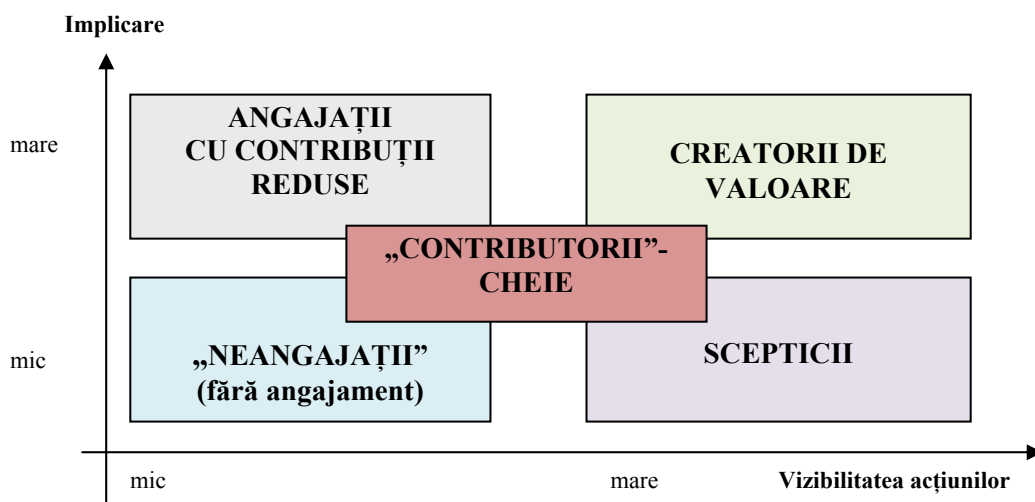 Implicare
mare
ANGAJAȚII
CU CONTRIBUȚII
REDUSE
CREATORII DE
VALOARE
„CONTRIBUTORII”-
CHEIE
mic
„NEANGAJAȚII”
(fără angajament)
SCEPTICII
mic
mare
Vizibilitatea acțiunilor